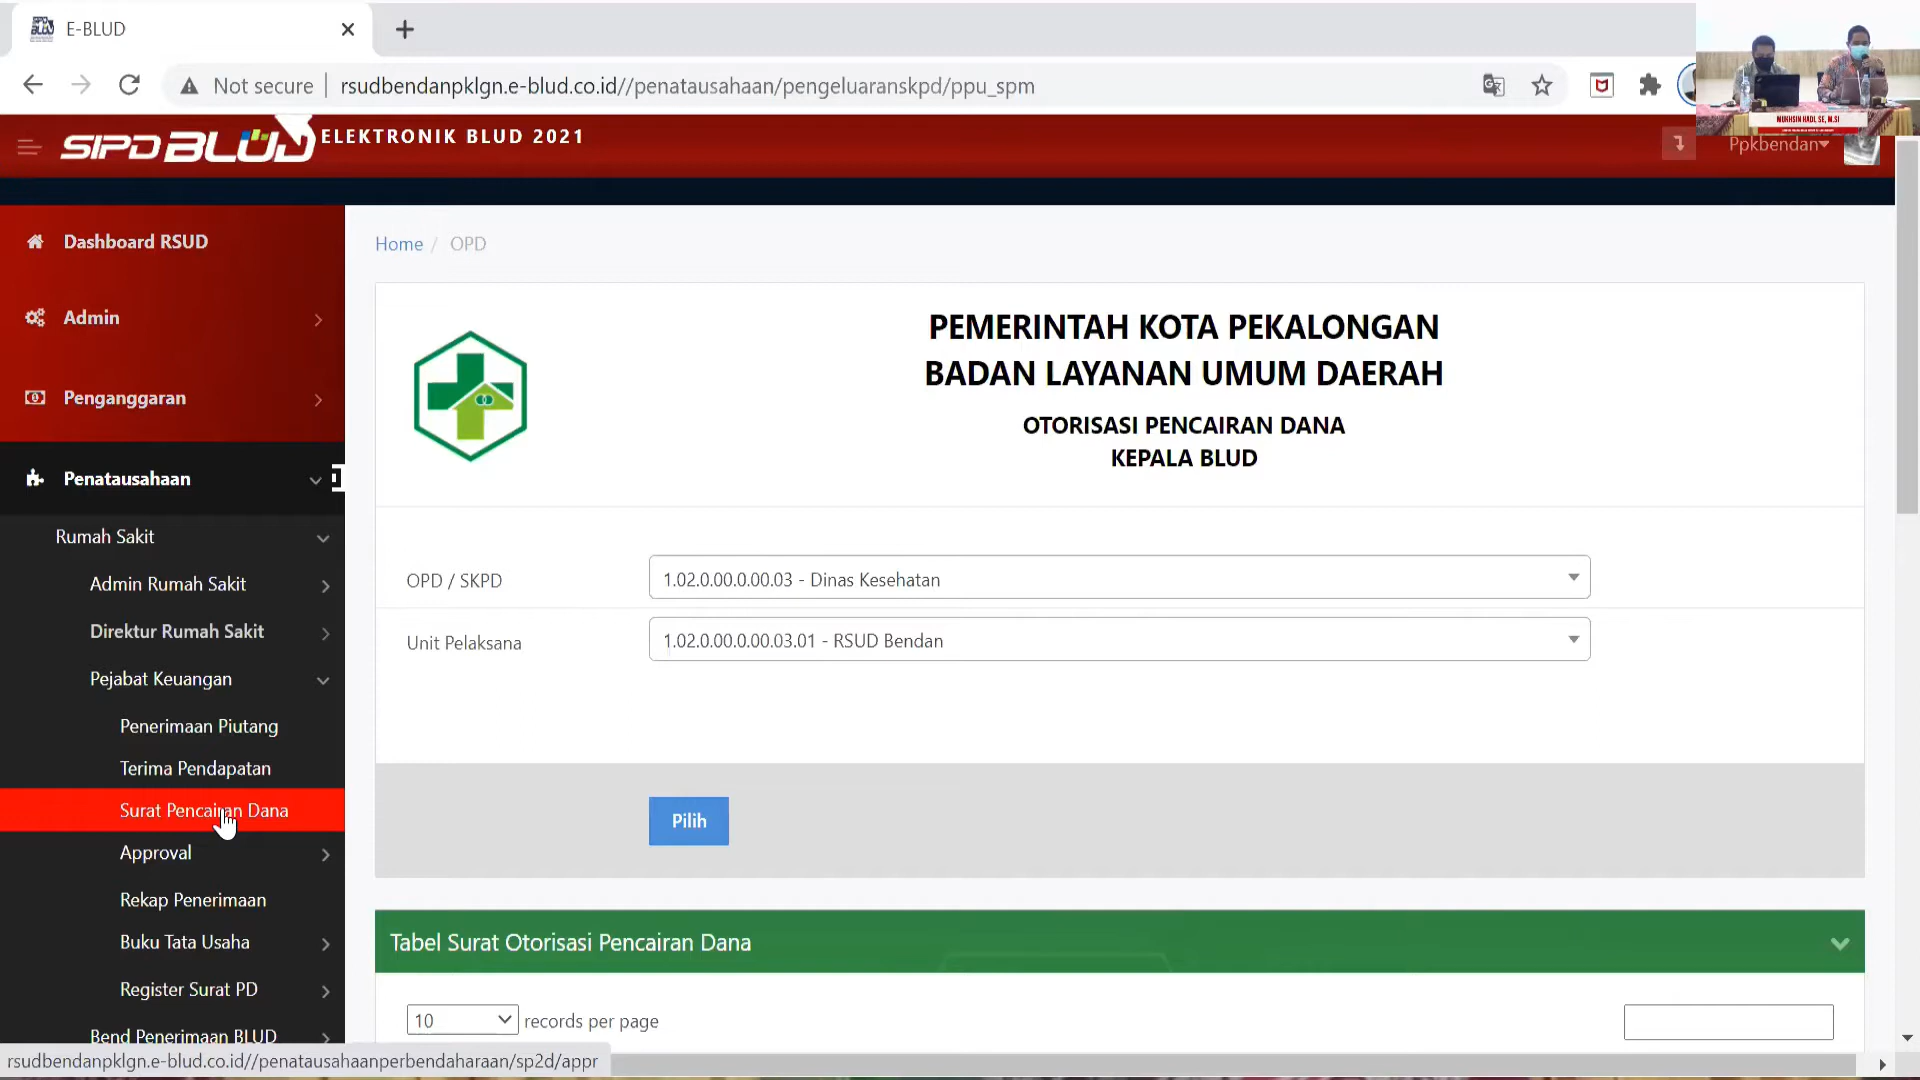 E-BLUD
Not secure
rsudbendanpklgn.e-blud.co.id//penatausahaan/pengeluaranskpd/ppu_spm
MUKHSIN HADI, SE, M.SI
SIPD BLUD
ELEKTRONIK BLUD 2021
Ppkbendan
Dashboard RSUD
Admin
Penganggaran
Penatausahaan
Rumah Sakit
Admin Rumah Sakit
Direktur Rumah Sakit
Pejabat Keuangan
Penerimaan Piutang
Terima Pendapatan
Surat Pencairan Dana
Approval
Rekap Penerimaan
Buku Tata Usaha
Register Surat PD
Bend Penerimaan BLUD
Home / OPD
PEMERINTAH KOTA PEKALONGAN
BADAN LAYANAN UMUM DAERAH
OTORISASI PENCAIRAN DANA
KEPALA BLUD
OPD / SKPD
1.02.0.00.0.00.03 - Dinas Kesehatan
Unit Pelaksana
1.02.0.00.0.00.03.01 - RSUD Bendan
Pilih
Tabel Surat Otorisasi Pencairan Dana
10 records per page
rsudbendanpklgn.e-blud.co.id//penatausahaanperbendaharaan/sp2d/appr